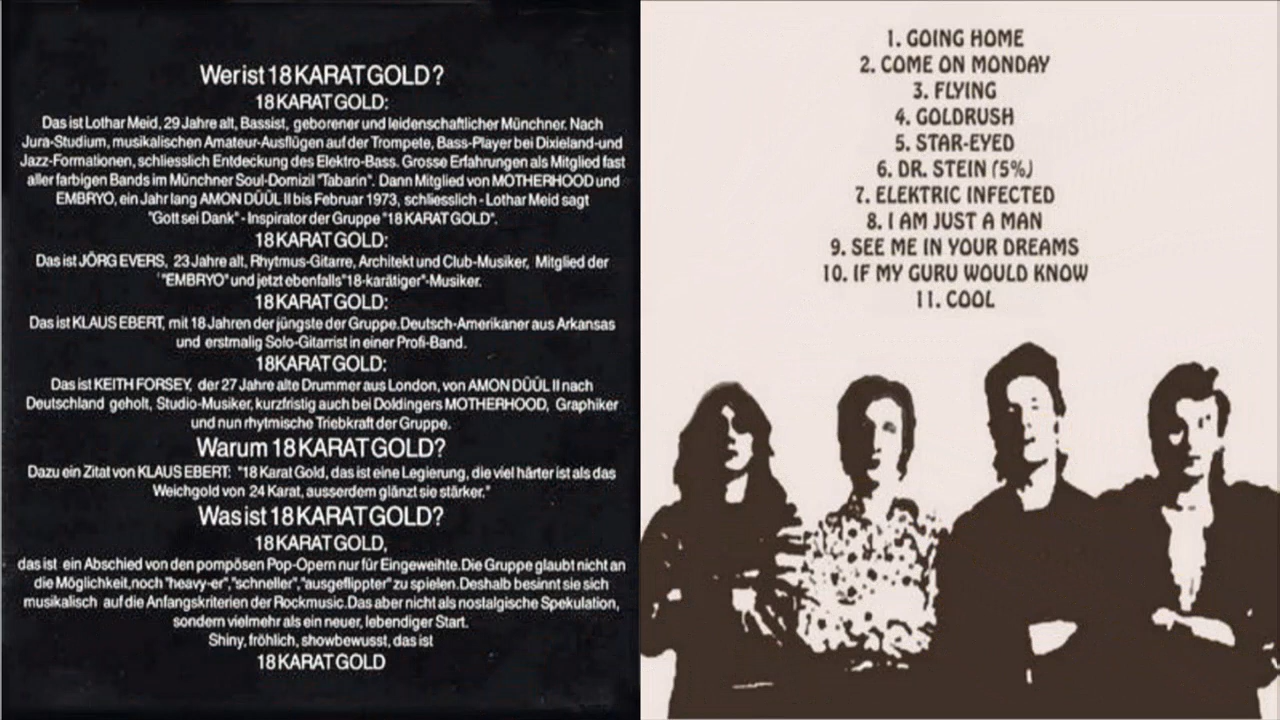 Wer ist 18 KARAT GOLD?
18 KARAT GOLD:
Das ist Lothar Meid, 29 Jahre alt, Bassist, geborener und leidenschaftlicher Münchner. Nach
Jura-Studium, musikalischen Amateur-Ausflügen auf der Trompete, Bass-Player bei Dixieland-und
Jazz-Formationen, schliesslich Entdeckung des Elektro-Bass. Grosse Erfahrungen als Mitglied fast
aller farbigen Bands im Münchner Soul-Domizil "Tabarin". Dann Mitglied von MOTHERHOOD und
EMBRYO, ein Jahr lang AMON DÜÜL II bis Februar 1973, schliesslich - Lothar Meid sagt
"Gott sei Dank" - Inspirator der Gruppe "18 KARAT GOLD".
18 KARAT GOLD:
Das ist JÖRG EVERS, 23 Jahre alt, Rhytmus-Gitarre, Architekt und Club-Musiker, Mitglied der
"EMBRYO" und jetzt ebenfalls "18-karätiger"-Musiker.
18 KARAT GOLD:
Das ist KLAUS EBERT, mit 18 Jahren der jüngste der Gruppe. Deutsch-Amerikaner aus Arkansas
und erstmalig Solo-Gitarrist in einer Profi-Band.
18 KARAT GOLD:
Das ist KEITH FORSEY, der 27 Jahre alte Drummer aus London, von AMON DÜÜL II nach
Deutschland geholt, Studio-Musiker, kurzfristig auch bei Doldingers MOTHERHOOD, Graphiker
und nun rhytmische Triebkraft der Gruppe.
Warum 18 KARAT GOLD?
Dazu ein Zitat von KLAUS EBERT: "18 Karat Gold, das ist eine Legierung, die viel härter ist als das
Weichgold von 24 Karat, ausserdem glänzt sie stärker."
Was ist 18 KARAT GOLD?
18 KARAT GOLD,
das ist ein Abschied von den pompösen Pop-Opern nur für Eingeweihte. Die Gruppe glaubt nicht an
die Möglichkeit, noch "heavy-er", "schneller", "ausgeflippter" zu spielen. Deshalb besinnt sie sich
musikalisch auf die Anfangskriterien der Rockmusic. Das aber nicht als nostalgische Spekulation,
sondern vielmehr als ein neuer, lebendiger Start.
Shiny, fröhlich, showbewusst, das ist
18 KARAT GOLD
1. GOING HOME
2. COME ON MONDAY
3. FLYING
4. GOLDRUSH
5. STAR-EYED
6. DR. STEIN (5%)
7. ELEKTRIC INFECTED
8. I AM JUST A MAN
9. SEE ME IN YOUR DREAMS
10. IF MY GURU WOULD KNOW
11. COOL